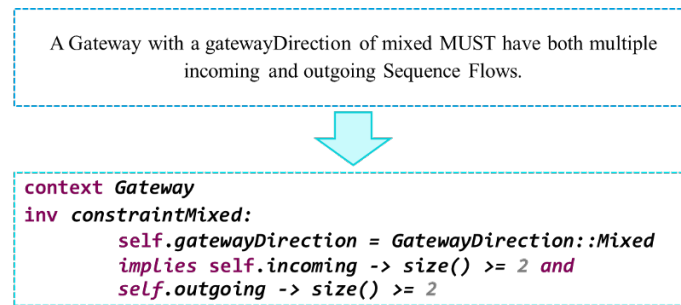 A Gateway with a gatewayDirection of mixed MUST have both multiple
incoming and outgoing Sequence Flows.
context Gateway
inv constraintMixed:
self.gatewayDirection = GatewayDirection::Mixed
implies self.incoming -> size() >= 2 and
self.outgoing -> size() >= 2